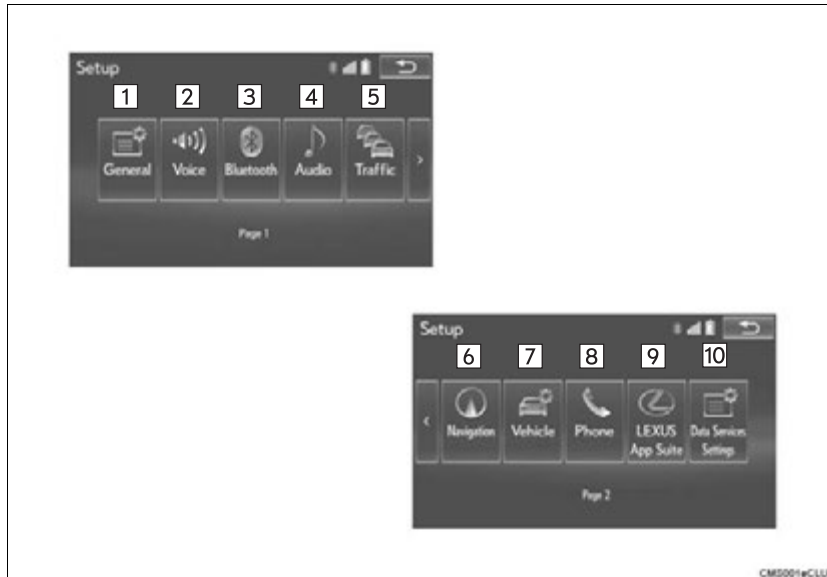 Setup
1 2 3 4 5
General Voice Bluetooth Audio Traffic >
Page 1
Setup
6 7 8 9 10
< Navigation Vehicle Phone LEXUS App Suite Data Services Settings
Page 2
CMS001eCLU